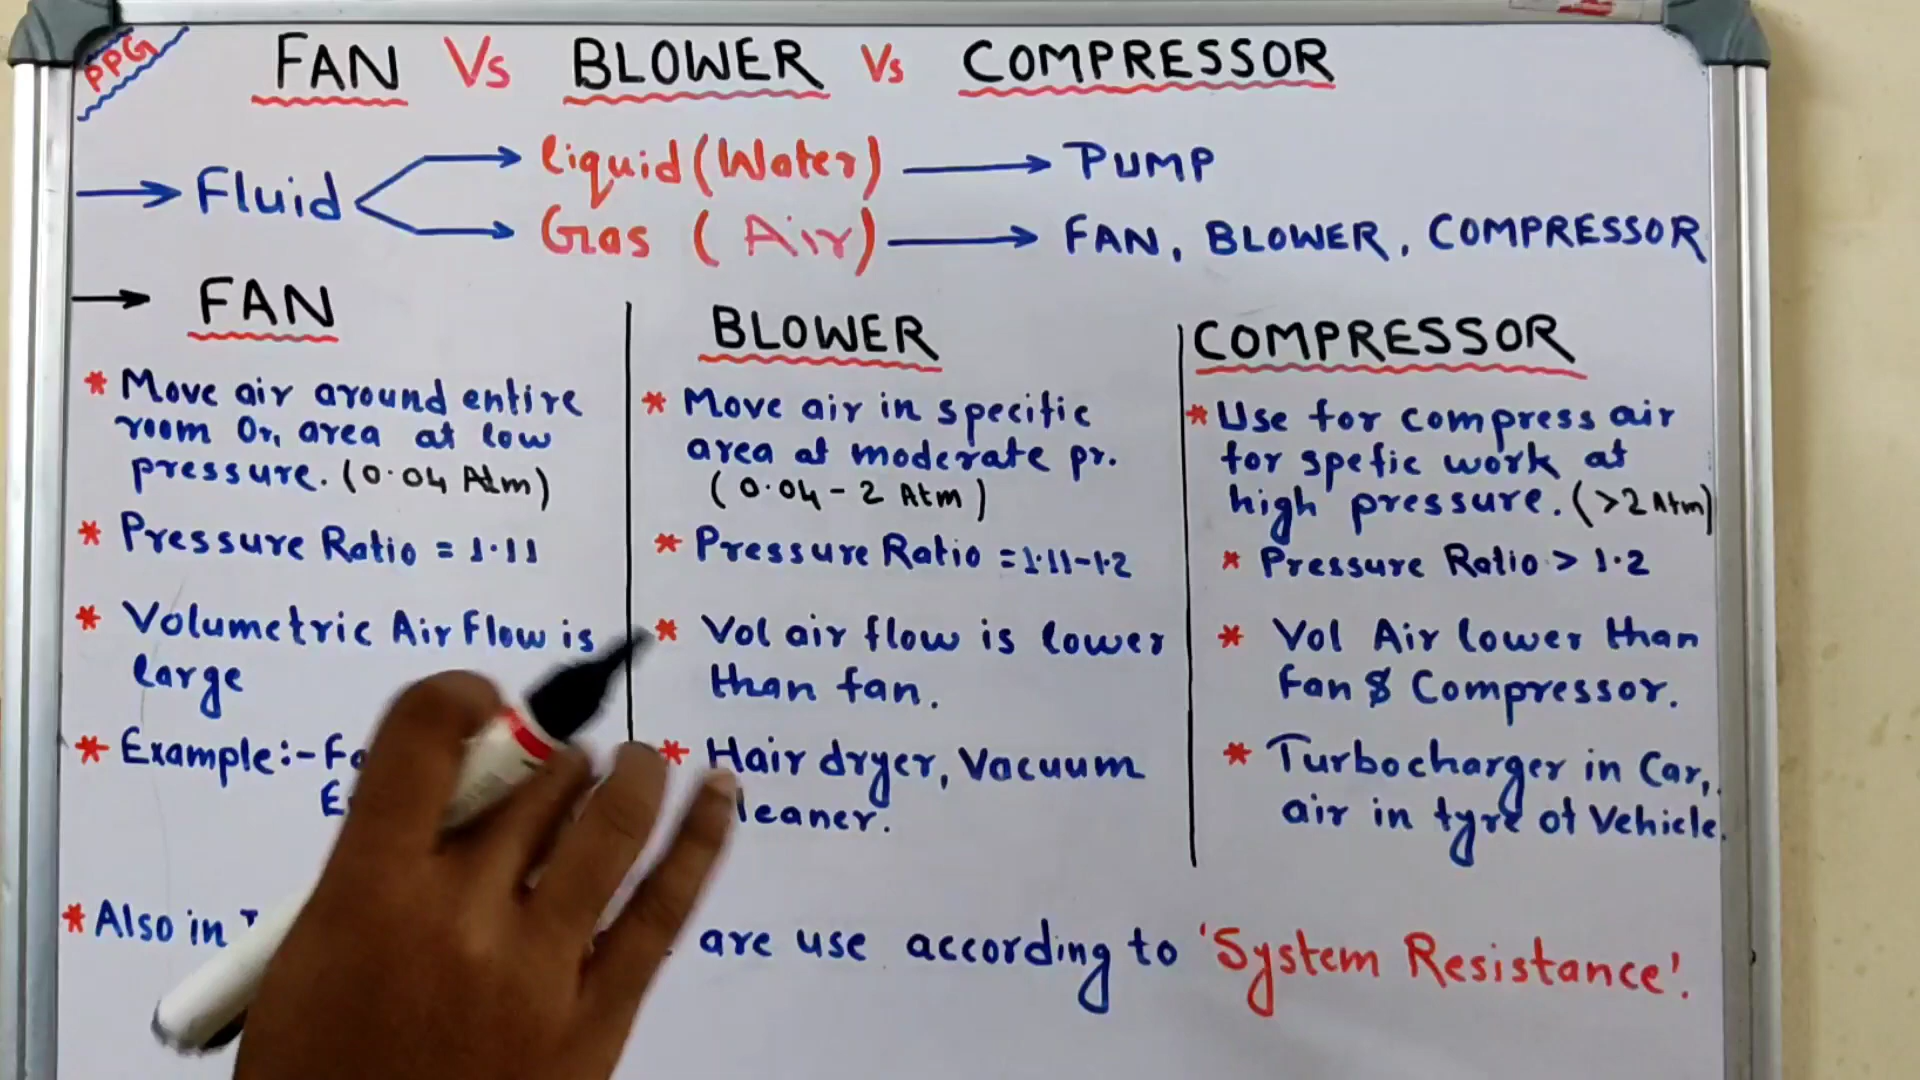 PPG
FAN Vs BLOWER Vs COMPRESSOR
Fluid
Liquid (Water)
PUMP
Gas (Air)
FAN, BLOWER, COMPRESSOR
FAN
* Move air around entire
room Or, area at low
pressure. (0.04 Atm)
* Pressure Ratio = 1.11
* Volumetric Air Flow is
large
* Example:-
BLOWER
* Move air in specific
area at moderate pr.
(0.04 - 2 Atm)
* Pressure Ratio = 1.11-1.2
* Vol air flow is lower
than fan.
* Hair dryer, Vacuum
leaner.
COMPRESSOR
* Use for compress air
for spefic work at
high pressure. (>2 Atm)
* Pressure Ratio > 1.2
* Vol Air lower than
fan & Compressor.
* Turbocharger in Car,
air in tyre of Vehicle.
* Also in are use according to 'System Resistance'.